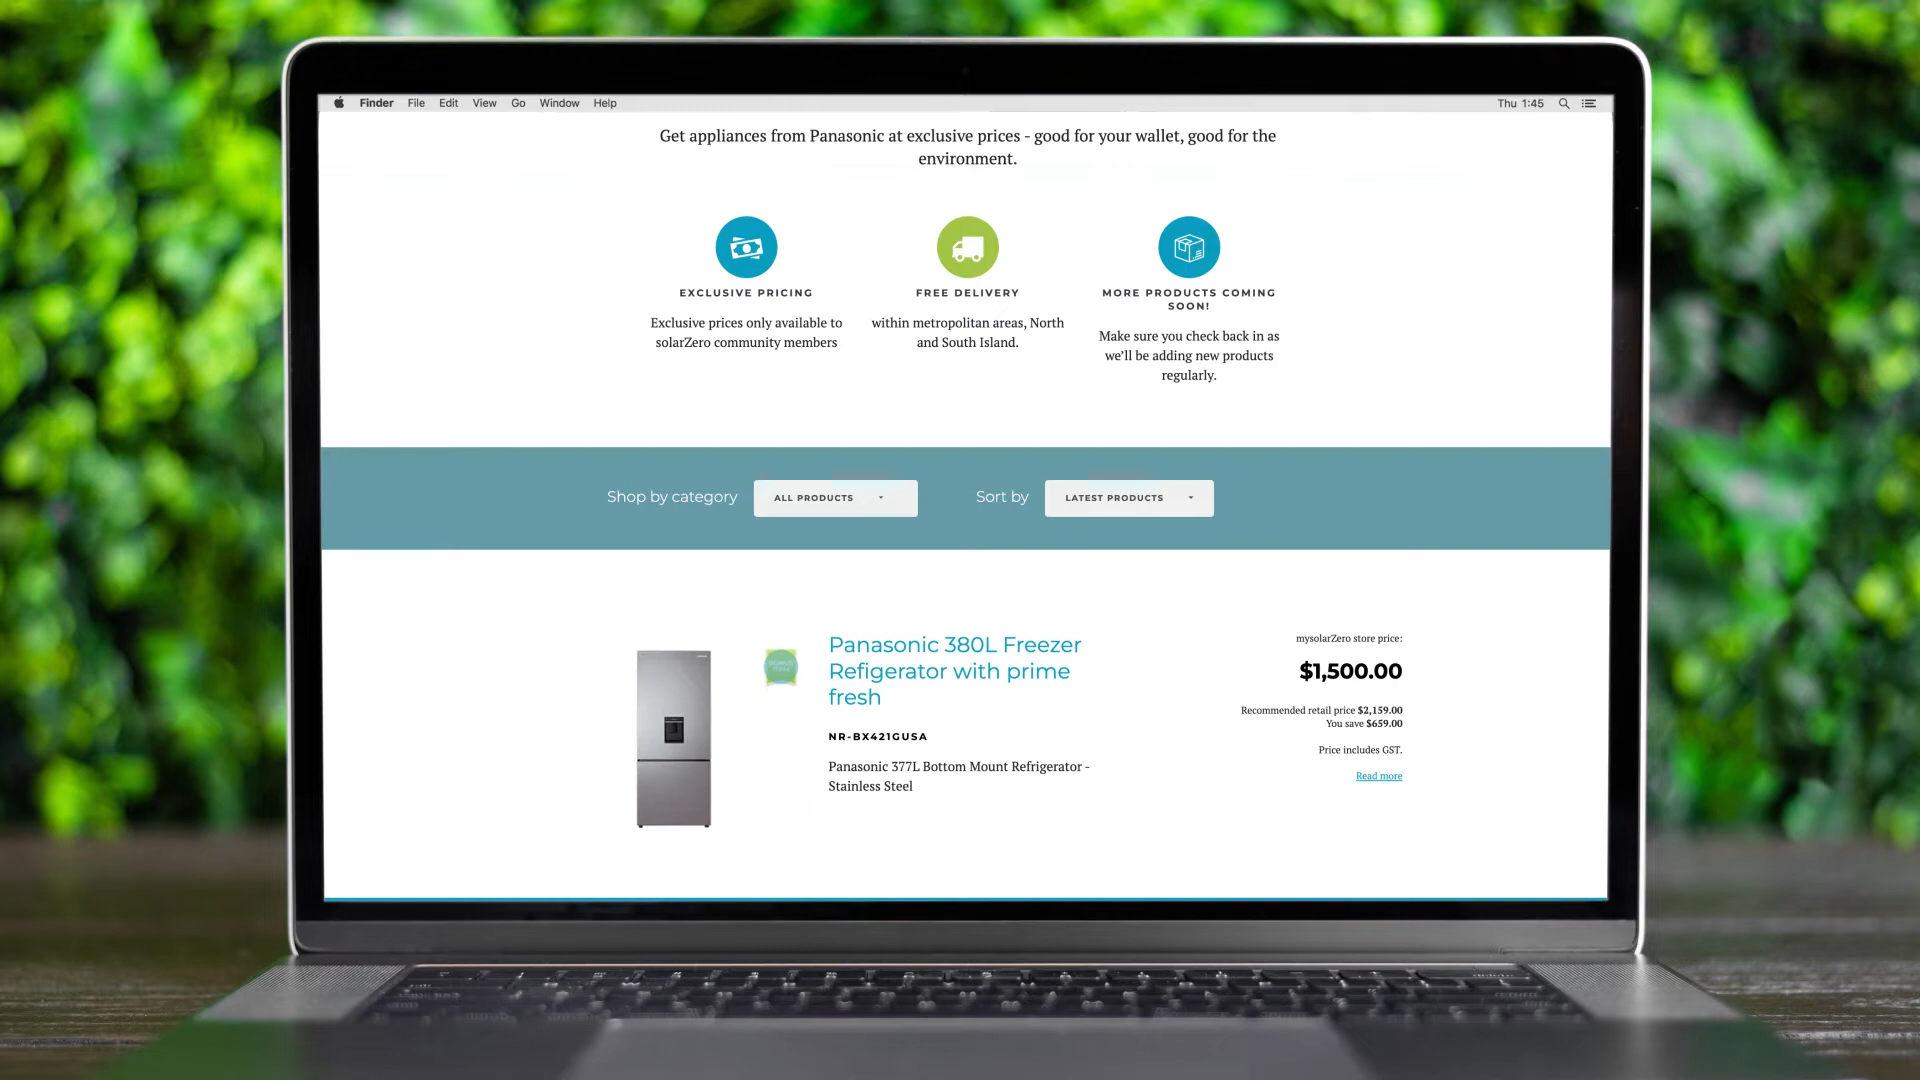 Finder File Edit View Go Window Help Thu 1:45
Get appliances from Panasonic at exclusive prices - good for your wallet, good for the
environment.
EXCLUSIVE PRICING
Exclusive prices only available to
solarZero community members
FREE DELIVERY
within metropolitan areas, North
and South Island.
MORE PRODUCTS COMING
SOON!
Make sure you check back in as
we'll be adding new products
regularly.
Shop by category ALL PRODUCTS Sort by LATEST PRODUCTS
Panasonic 380L Freezer
Refigerator with prime
fresh
NR-BX421GUSA
Panasonic 377L Bottom Mount Refrigerator -
Stainless Steel
mysolarZero store price:
$1,500.00
Recommended retail price $2,159.00
You save $659.00
Price includes GST.
Read more